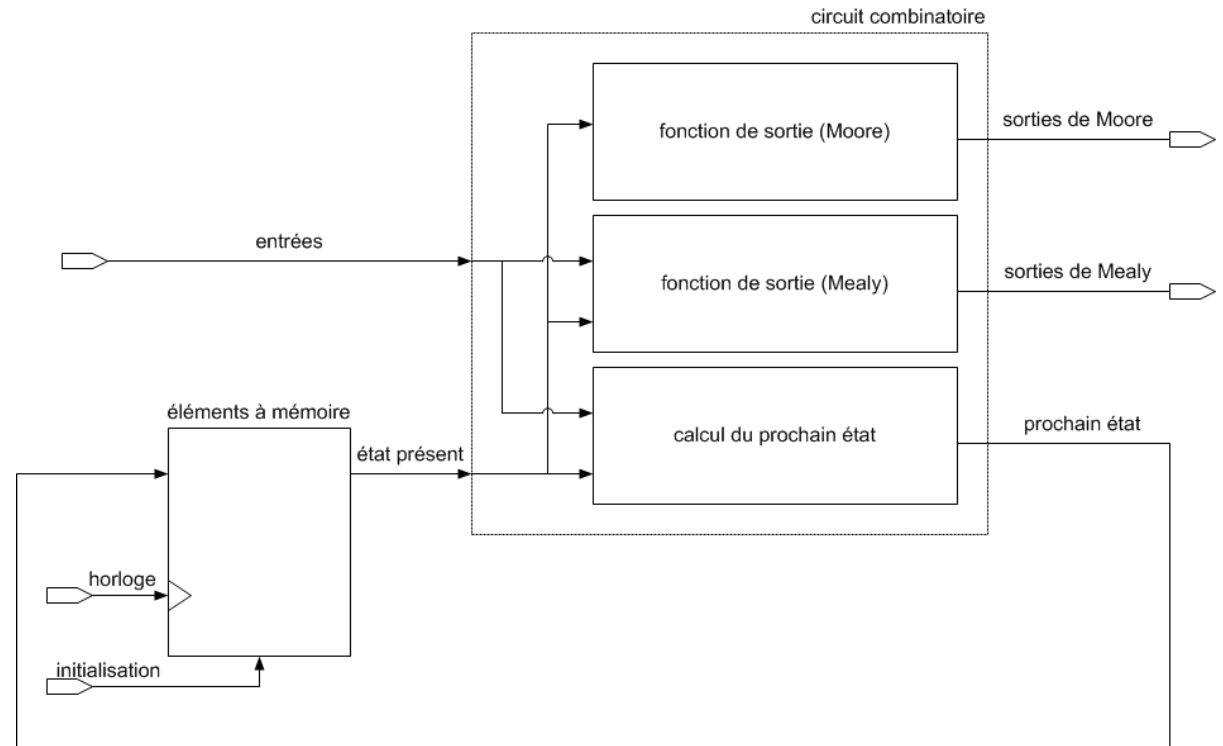 circuit combinatoire
fonction de sortie (Moore)
sorties de Moore
entrées
fonction de sortie (Mealy)
sorties de Mealy
éléments à mémoire
état présent
calcul du prochain état
prochain état
horloge
initialisation